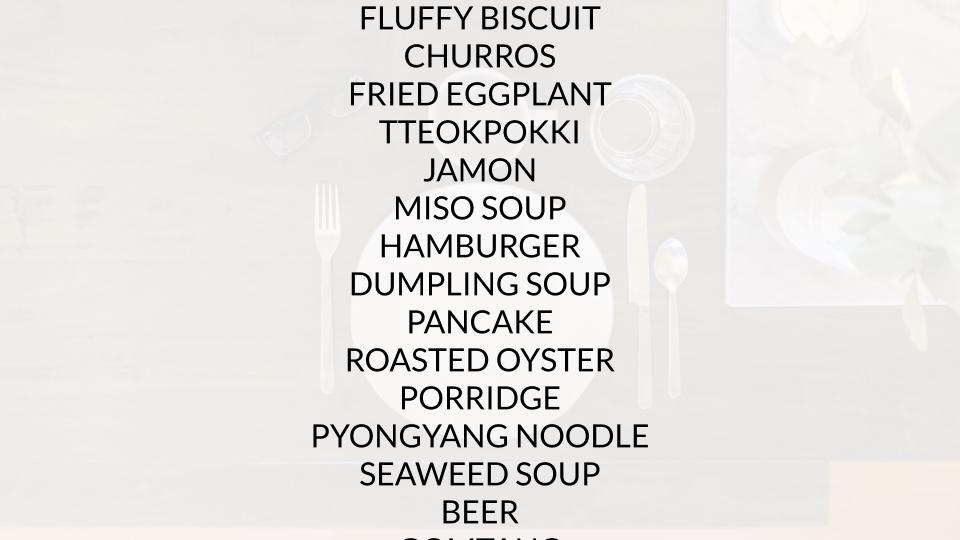 FLUFFY BISCUIT
CHURROS
FRIED EGGPLANT
TTEOKPOKKI
JAMON
MISO SOUP
HAMBURGER
DUMPLING SOUP
PANCAKE
ROASTED OYSTER
PORRIDGE
PYONGYANG NOODLE
SEAWEED SOUP
BEER